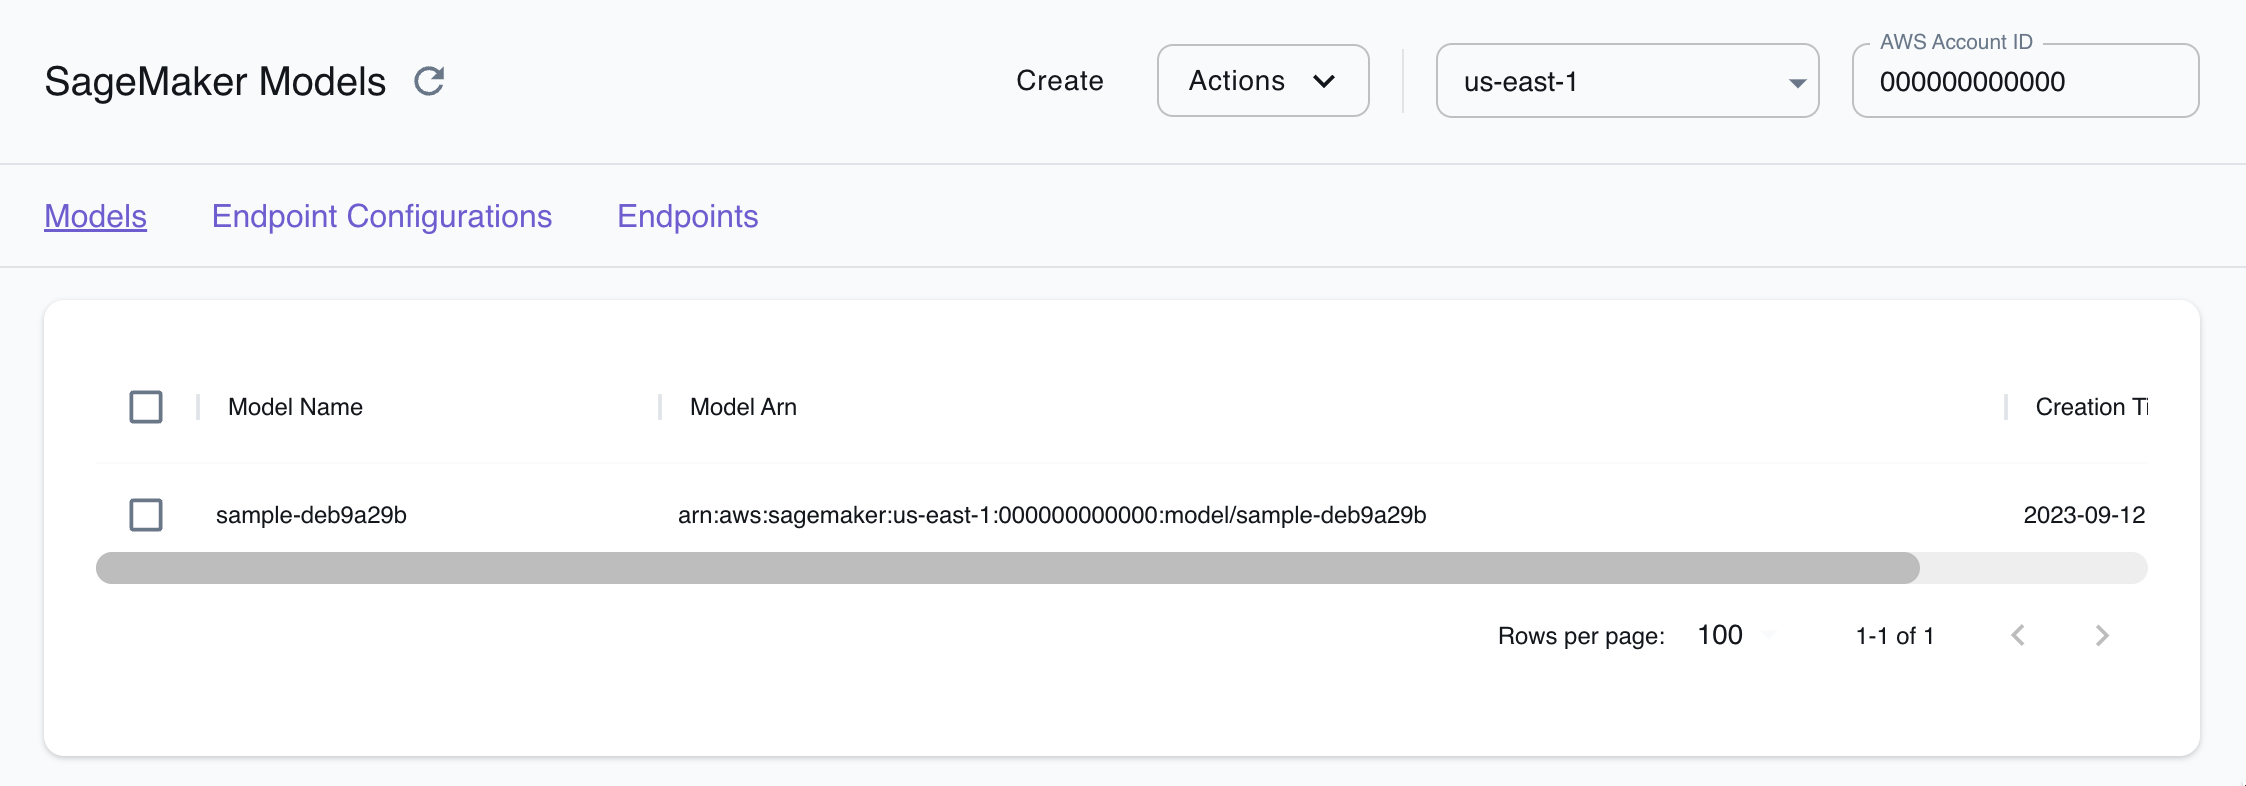 SageMaker Models
Create
Actions
us-east-1
AWS Account ID
000000000000
Models Endpoint Configurations Endpoints
Model Name Model Arn Creation Ti
sample-deb9a29b arn:aws:sagemaker:us-east-1:000000000000:model/sample-deb9a29b 2023-09-12
Rows per page: 100 1-1 of 1